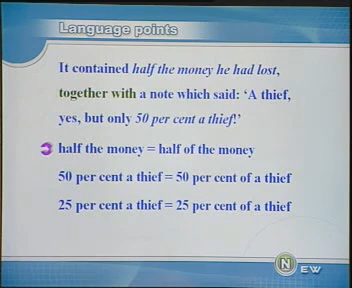 Language points
It contained half the money he had lost,
together with a note which said: ‘A thief,
yes, but only 50 per cent a thief!’
half the money = half of the money
50 per cent a thief = 50 per cent of a thief
25 per cent a thief = 25 per cent of a thief
N EW